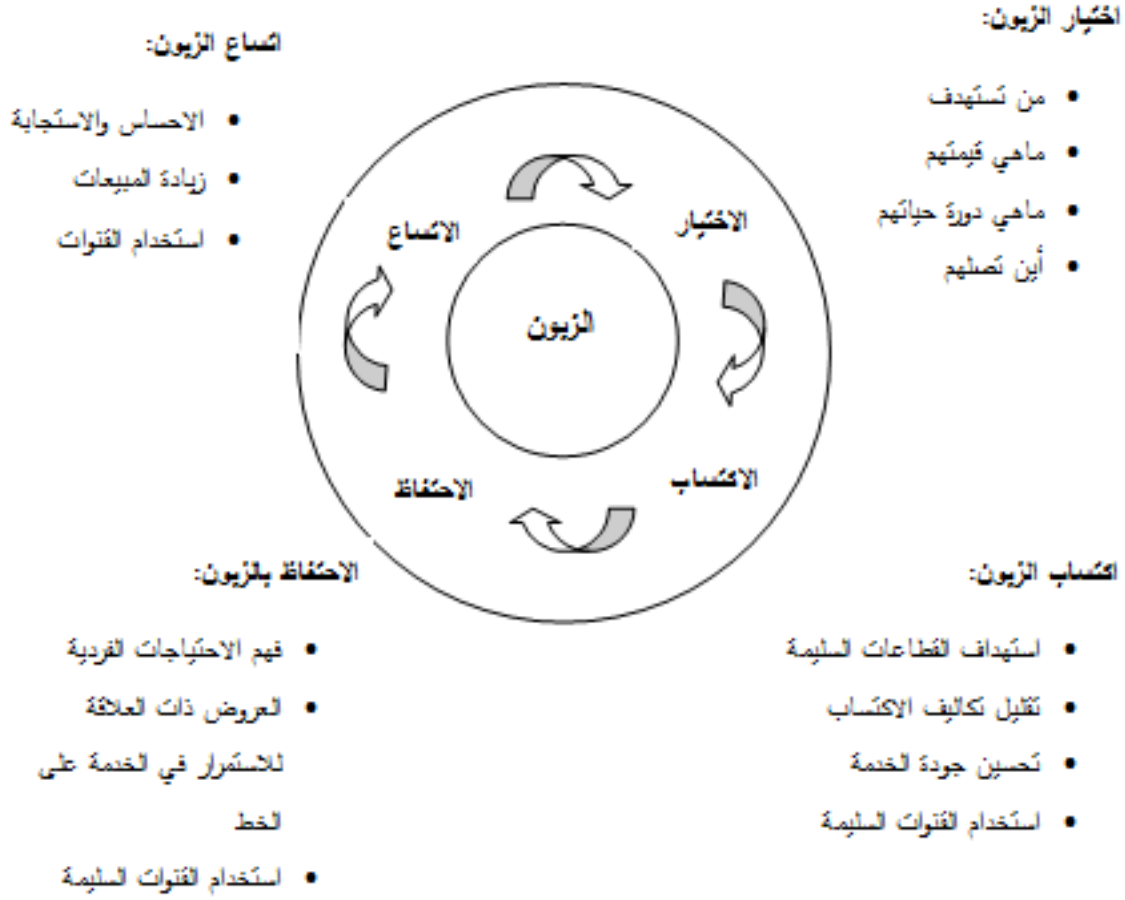 اختيار الزبون:
• من تستهدف
• ماهي قيمتهم
• ماهي دورة حياتهم
• أين تصلهم
اتساع الزبون:
• الاحساس والاستجابة
• زيادة المبيعات
• استخدام القنوات
الاختيار
الاتساع
الزبون
الاكتساب
الاحتفاظ
اكتساب الزبون:
• استهداف القطاعات السليمة
• تقليل تكاليف الاكتساب
• تحسين جودة الخدمة
• استخدام القنوات السليمة
الاحتفاظ بالزبون:
• فهم الاحتياجات الفردية
• العروض ذات العلاقة
للاستمرار في الخدمة على
الخط
• استخدام القنوات السليمة